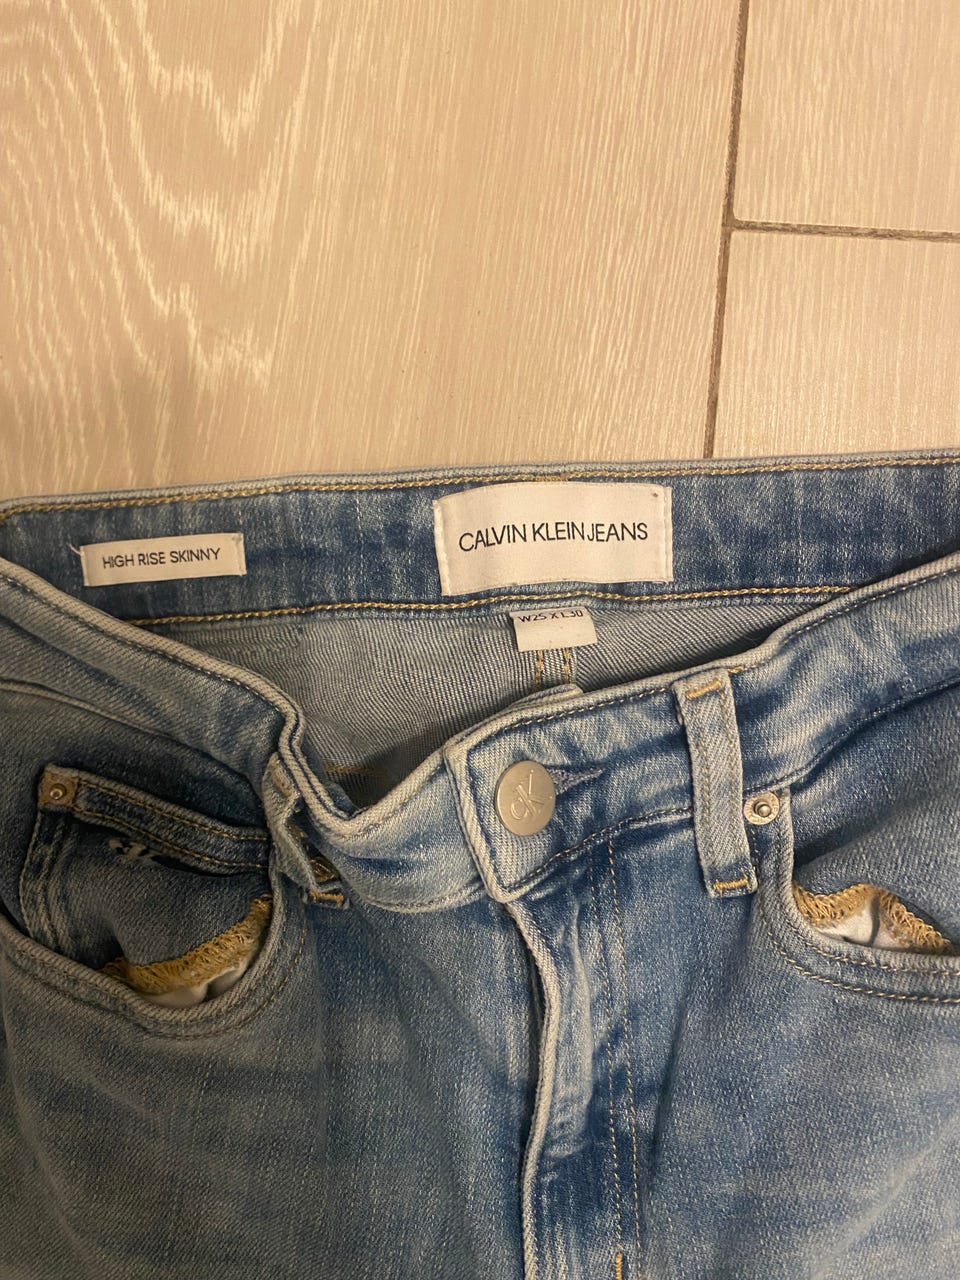 CALVIN KLEIN JEANS
HIGH RISE SKINNY
W25 X L30
CK